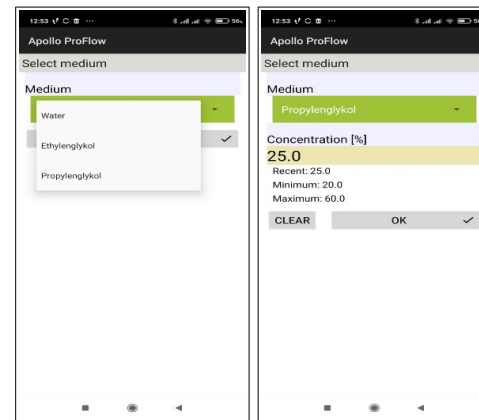 12:53
56%
Apollo ProFlow
Select medium
Medium
Water
Ethylenglykol
Propylenglykol
12:53
Apollo ProFlow
Select medium
Medium
Propylenglykol
Concentration [%]
25.0
Recent: 25.0
Minimum: 20.0
Maximum: 60.0
CLEAR OK